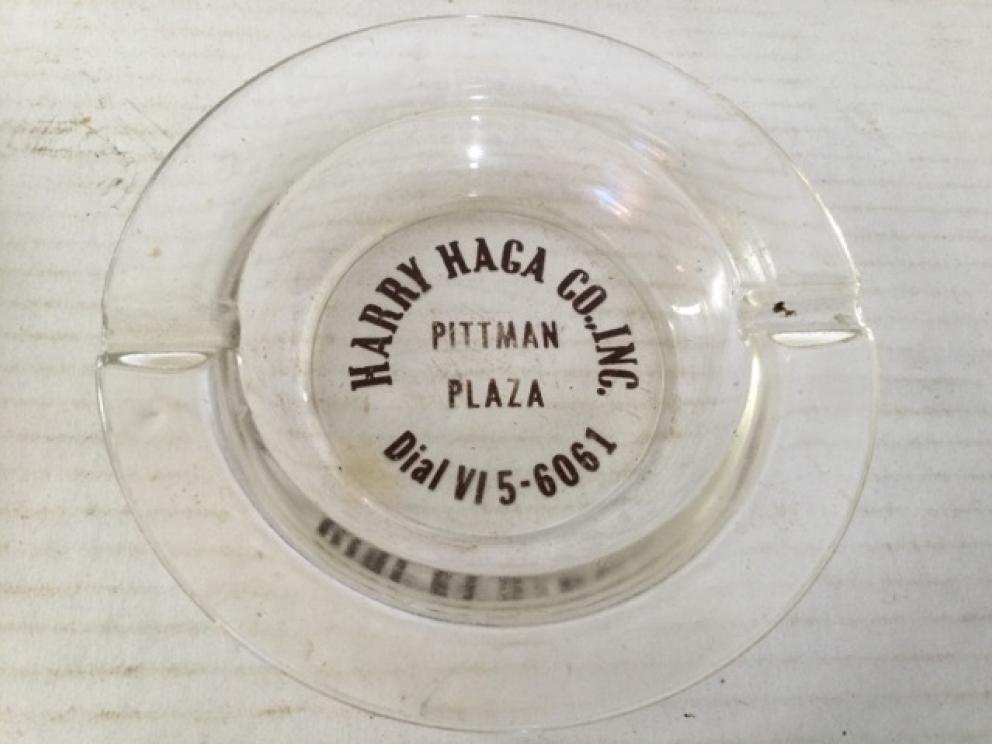 HARRY HAGA CO., INC.
PITTMAN
PLAZA
Dial VI 5-6061